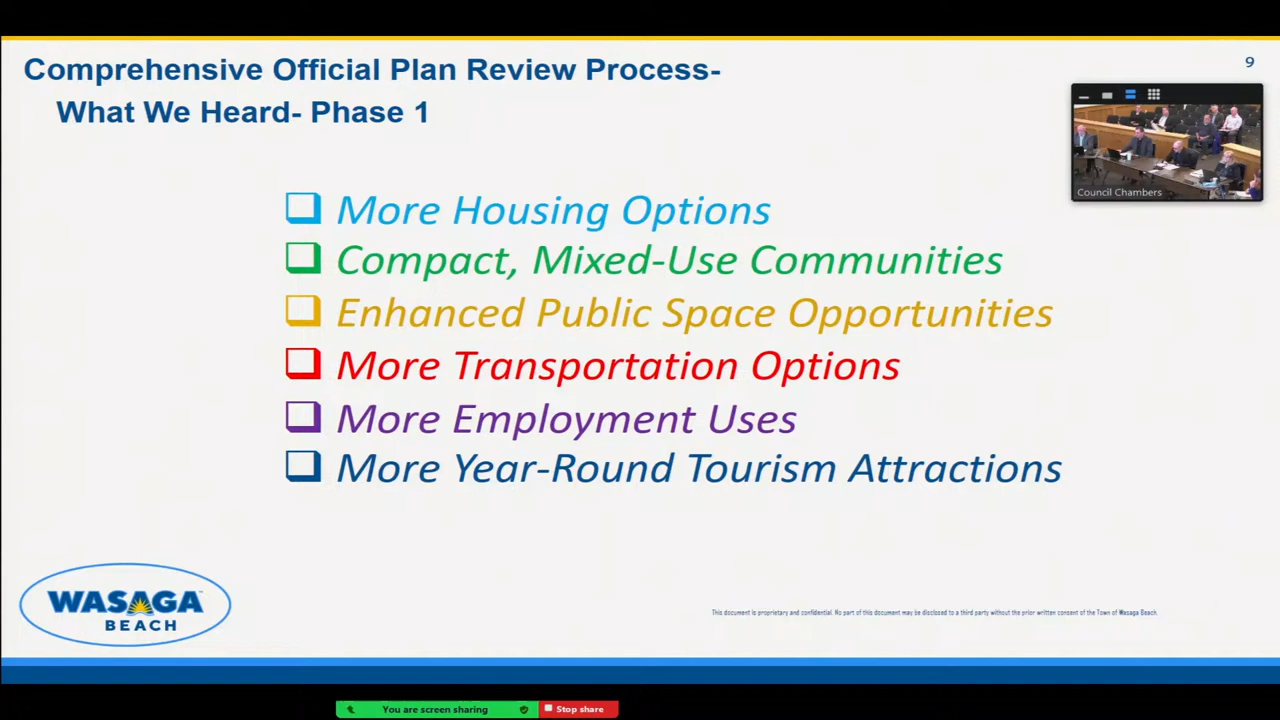 Comprehensive Official Plan Review Process-
What We Heard- Phase 1
9
Council Chambers
More Housing Options
Compact, Mixed-Use Communities
Enhanced Public Space Opportunities
More Transportation Options
More Employment Uses
More Year-Round Tourism Attractions
WASAGA
BEACH
This document is proprietary and confidential. No part of this document may be disclosed to a third party without the prior written consent of the Town of Wasaga Beach.
You are screen sharing
Stop share